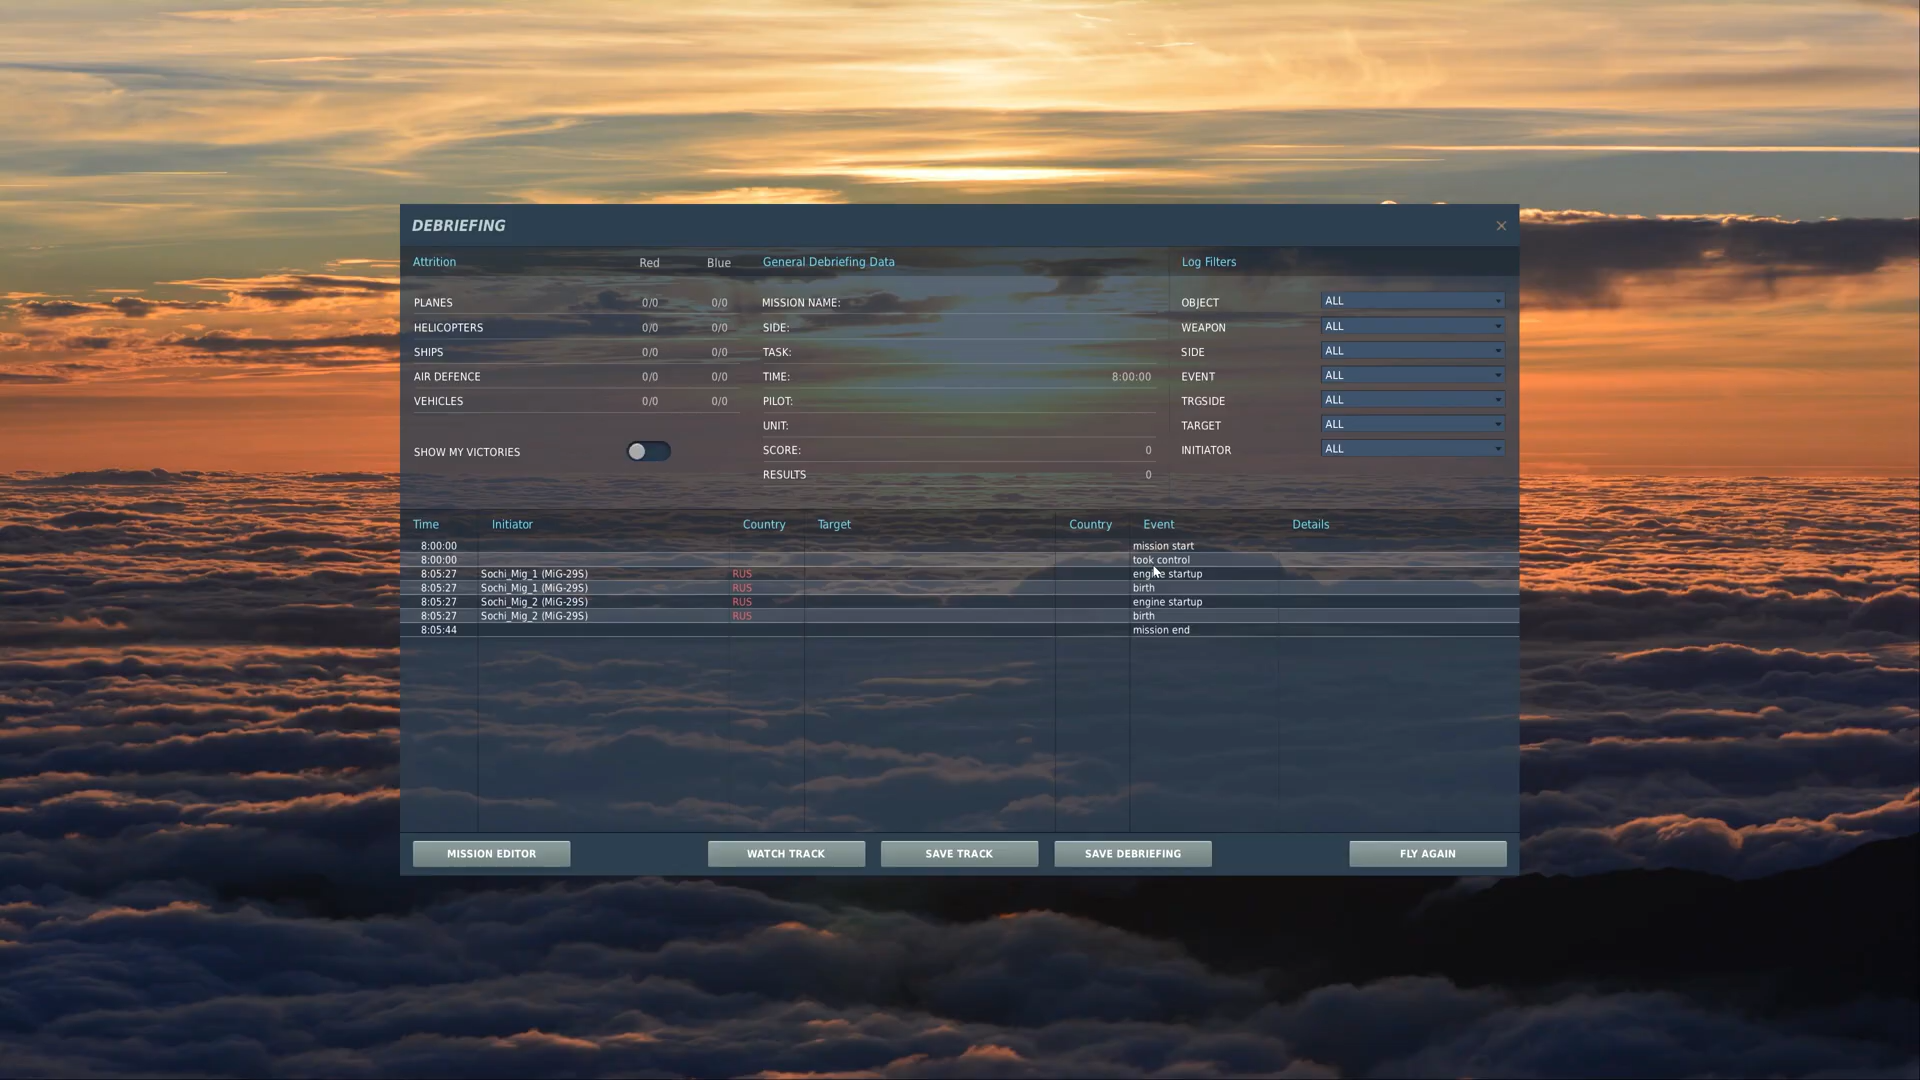 DEBRIEFING
Attrition Red Blue General Debriefing Data Log Filters
PLANES 0/0 0/0 MISSION NAME: OBJECT ALL
HELICOPTERS 0/0 0/0 SIDE: WEAPON ALL
SHIPS 0/0 0/0 TASK: SIDE ALL
AIR DEFENCE 0/0 0/0 TIME: 8:00:00 EVENT ALL
VEHICLES 0/0 0/0 PILOT: TRGSIDE ALL
UNIT: TARGET ALL
SHOW MY VICTORIES SCORE: 0 INITIATOR ALL
RESULTS 0
Time Initiator Country Target Country Event Details
8:00:00 mission start
8:00:00 took control
8:05:27 Sochi_Mig_1 (MiG-29S) RUS engine startup
8:05:27 Sochi_Mig_1 (MiG-29S) RUS birth
8:05:27 Sochi_Mig_2 (MiG-29S) RUS engine startup
8:05:27 Sochi_Mig_2 (MiG-29S) RUS birth
8:05:44 mission end
MISSION EDITOR WATCH TRACK SAVE TRACK SAVE DEBRIEFING FLY AGAIN